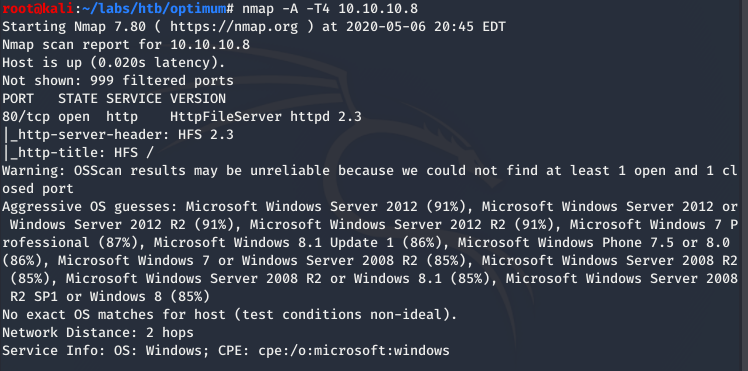 root@kali:~/labs/htb/optimum# nmap -A -T4 10.10.10.8
Starting Nmap 7.80 ( https://nmap.org ) at 2020-05-06 20:45 EDT
Nmap scan report for 10.10.10.8
Host is up (0.020s latency).
Not shown: 999 filtered ports
PORT   STATE SERVICE VERSION
80/tcp open  http    HttpFileServer httpd 2.3
|_http-server-header: HFS 2.3
|_http-title: HFS /
Warning: OSScan results may be unreliable because we could not find at least 1 open and 1 cl
osed port
Aggressive OS guesses: Microsoft Windows Server 2012 (91%), Microsoft Windows Server 2012 or
 Windows Server 2012 R2 (91%), Microsoft Windows Server 2012 R2 (91%), Microsoft Windows 7 P
rofessional (87%), Microsoft Windows 8.1 Update 1 (86%), Microsoft Windows Phone 7.5 or 8.0
(86%), Microsoft Windows 7 or Windows Server 2008 R2 (85%), Microsoft Windows Server 2008 R2
 (85%), Microsoft Windows Server 2008 R2 or Windows 8.1 (85%), Microsoft Windows Server 2008
 R2 SP1 or Windows 8 (85%)
No exact OS matches for host (test conditions non-ideal).
Network Distance: 2 hops
Service Info: OS: Windows; CPE: cpe:/o:microsoft:windows